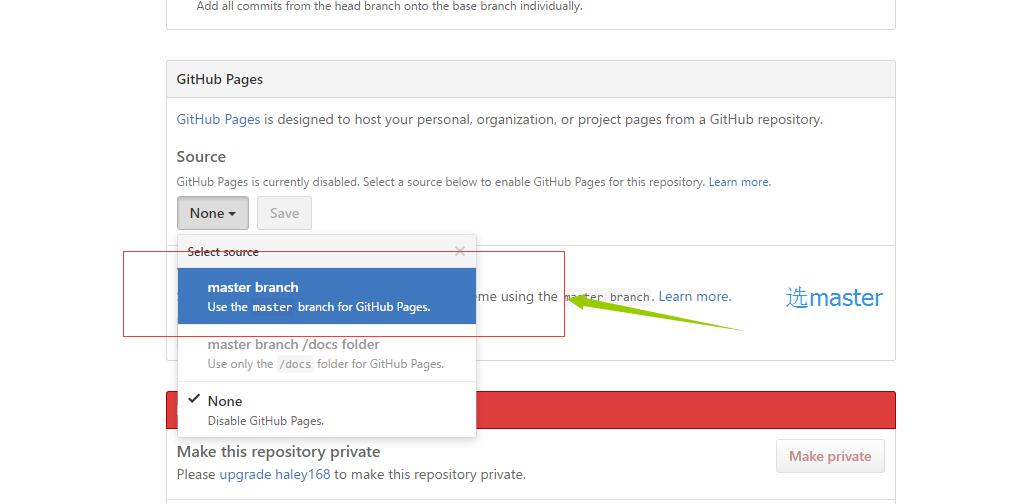 Add all commits from the head branch onto the base branch individually.
GitHub Pages
GitHub Pages is designed to host your personal, organization, or project pages from a GitHub repository.
Source
GitHub Pages is currently disabled. Select a source below to enable GitHub Pages for this repository. Learn more.
None
Save
Select source
master branch
Use the master branch for GitHub Pages.
me using the master branch. Learn more.
选master
master branch /docs folder
Use only the /docs folder for GitHub Pages.
None
Disable GitHub Pages.
Make this repository private
Please upgrade haley168 to make this repository private.
Make private